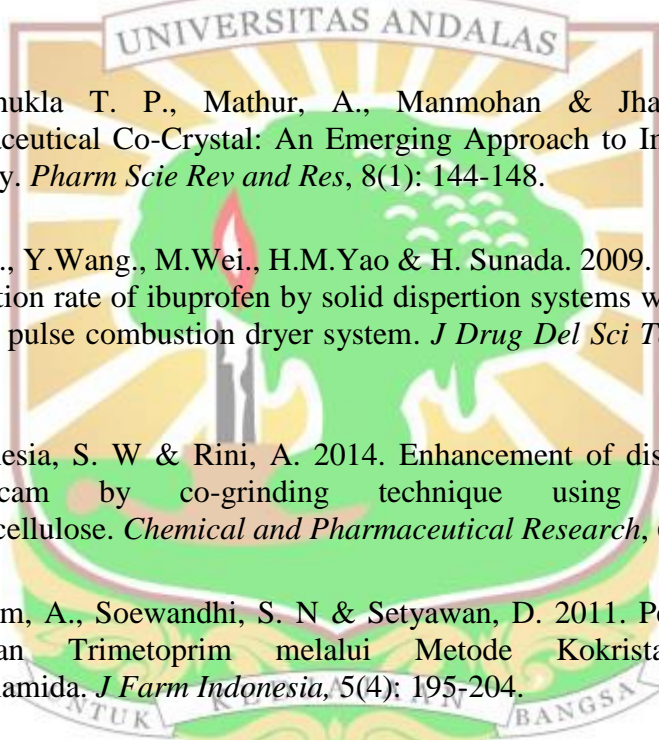 UNIVERSITAS ANDALAS
hukla T. P., Mathur, A., Manmohan & Jha
aceutical Co-Crystal: An Emerging Approach to In
y. Pharm Scie Rev and Res, 8(1): 144-148.
., Y.Wang., M.Wei., H.M.Yao & H. Sunada. 2009.
tion rate of ibuprofen by solid dispertion systems w
pulse combustion dryer system. J Drug Del Sci T
esia, S. W & Rini, A. 2014. Enhancement of dis
cam by co-grinding technique using
cellulose. Chemical and Pharmaceutical Research,
m, A., Soewandhi, S. N & Setyawan, D. 2011. Pe
an Trimetoprim melalui Metode Kokrista
amida. J Farm Indonesia, 5(4): 195-204.
UNTUK BANGSA